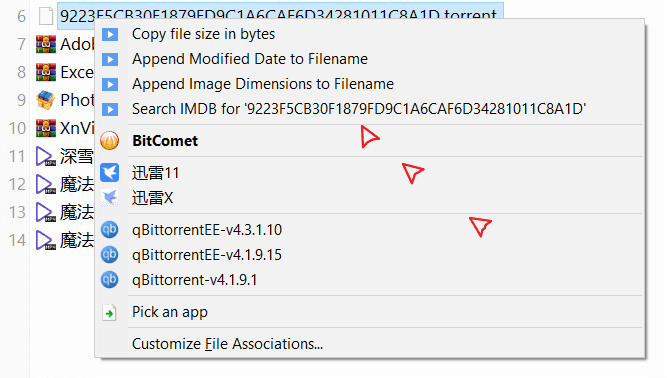 6 9223F5CB30F1879FD9C1A6CAF6D34281011C8A1D.torrent
Copy file size in bytes
7 Adob
Append Modified Date to Filename
8 Exce
Append Image Dimensions to Filename
9 Phot
Search IMDB for '9223F5CB30F1879FD9C1A6CAF6D34281011C8A1D'
10 XnVi
BitComet
11 深雪
迅雷11
12 魔法
迅雷X
13 魔法
qBittorrentEE-v4.3.1.10
14 魔法
qBittorrentEE-v4.1.9.15
qBittorrent-v4.1.9.1
Pick an app
Customize File Associations...